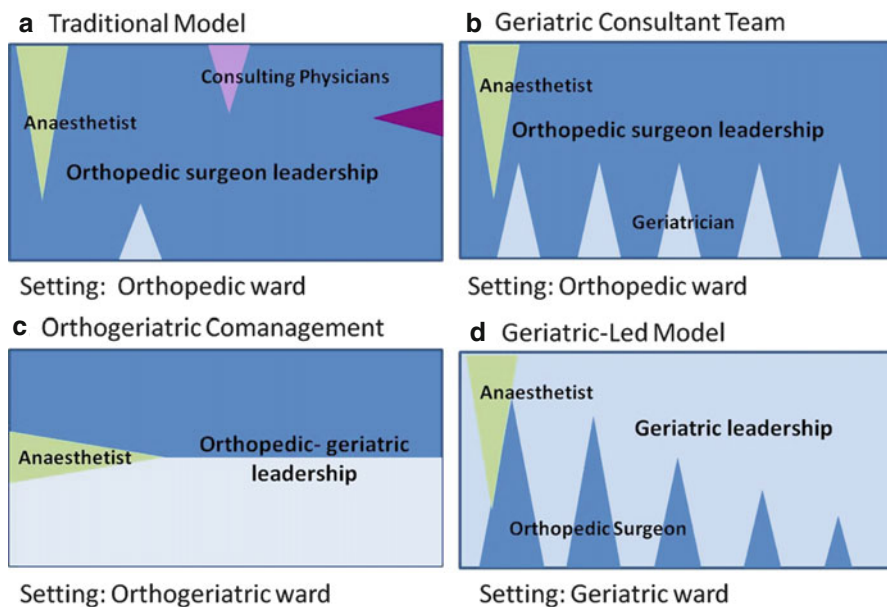 a Traditional Model
Consulting Physicians
Anaesthetist
Orthopedic surgeon leadership
Setting: Orthopedic ward
b Geriatric Consultant Team
Anaesthetist
Orthopedic surgeon leadership
Geriatrician
Setting: Orthopedic ward
c Orthogeriatric Comanagement
Anaesthetist
Orthopedic- geriatric
leadership
Setting: Orthogeriatric ward
d Geriatric-Led Model
Anaesthetist
Geriatric leadership
Orthopedic Surgeon
Setting: Geriatric ward